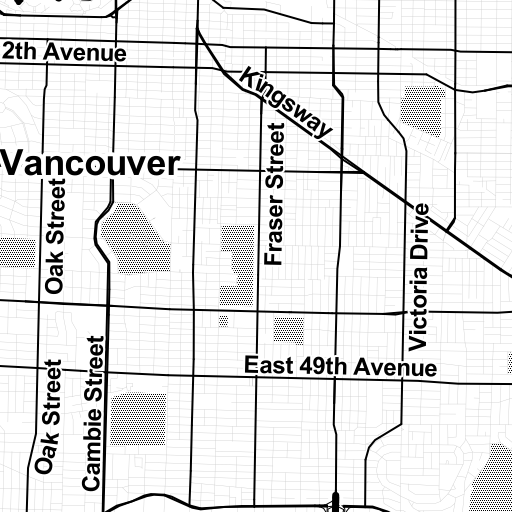 2th Avenue
Kingsway
Vancouver
Fraser Street
Oak Street
Victoria Drive
East 49th Avenue
Cambie Street
Oak Street